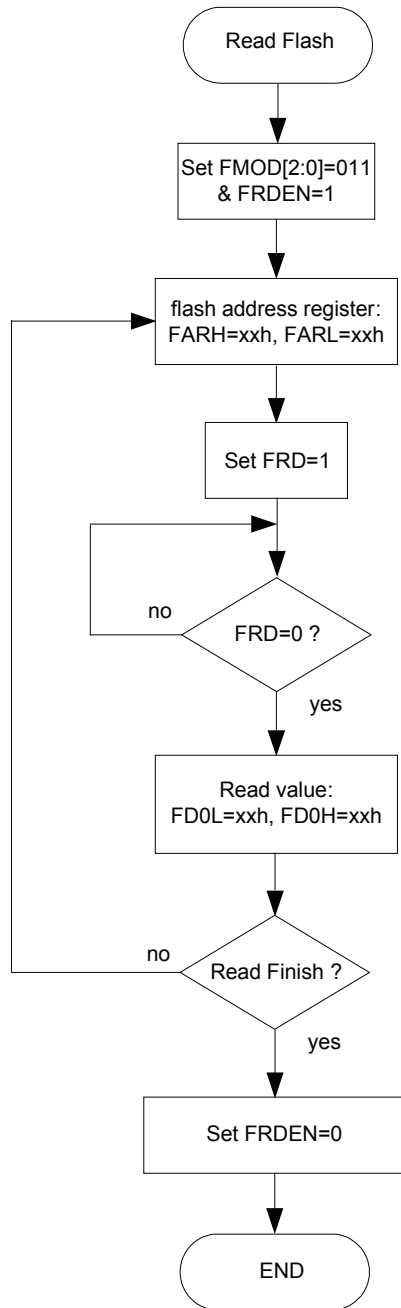 Read Flash
Set FMOD[2:0]=011
& FRDEN=1
flash address register:
FARH=xxh, FARL=xxh
Set FRD=1
no
FRD=0 ?
yes
Read value:
FD0L=xxh, FD0H=xxh
no
Read Finish ?
yes
Set FRDEN=0
END